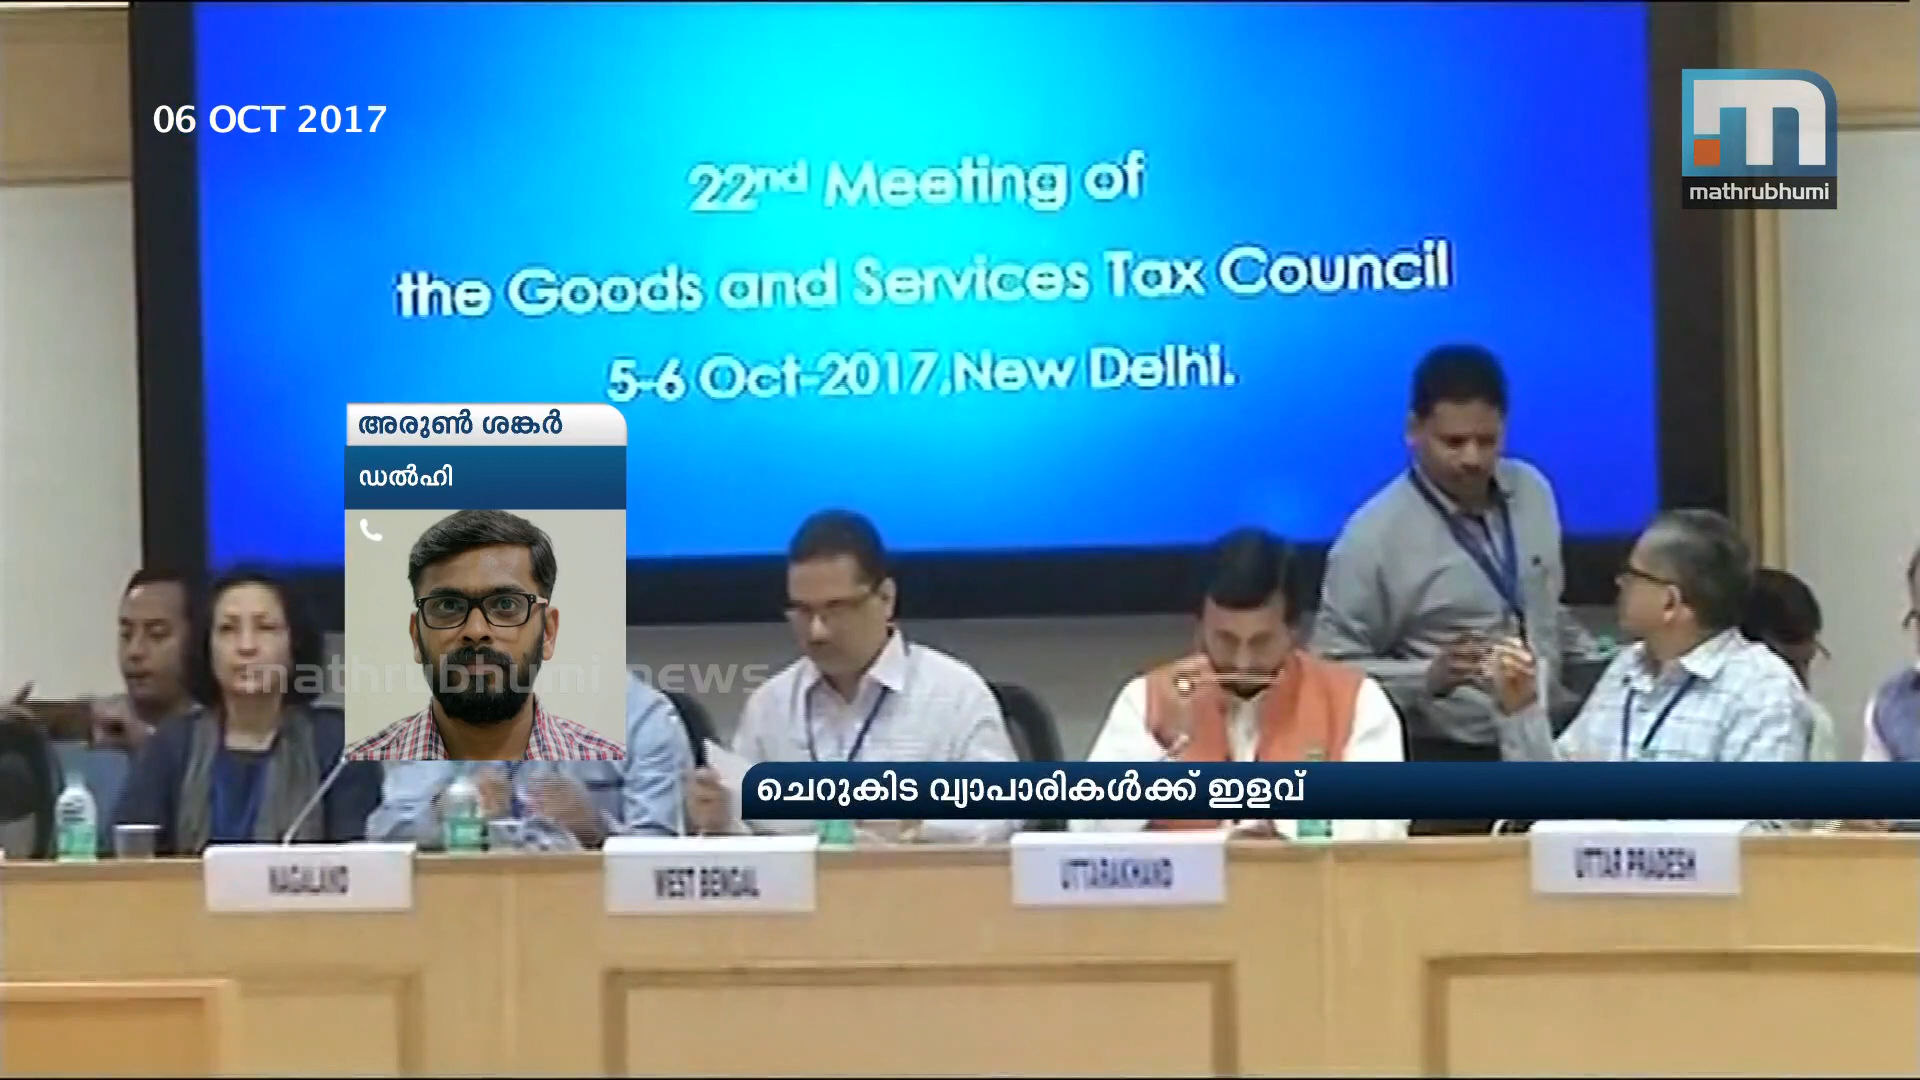 06 OCT 2017
22nd Meeting of
the Goods and Services Tax Council
5-6 Oct-2017,New Delhi.
mathrubhumi
അരുൺ ശങ്കർ
ഡൽഹി
mathrubhumi news
ചെറുകിട വ്യാപാരികൾക്ക് ഇളവ്
NAGALAND
WEST BENGAL
UTTARAKHAND
UTTAR PRADESH